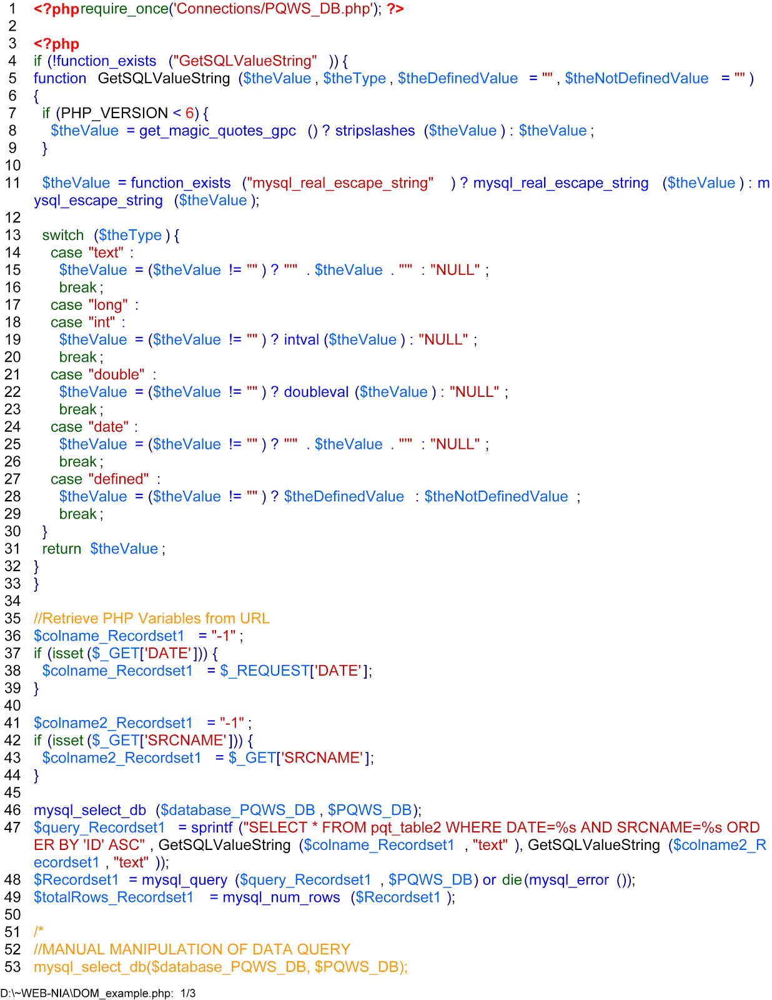 1 <?php require_once('Connections/PQWS_DB.php'); ?>
2
3 <?php
4 if (!function_exists ("GetSQLValueString" )) {
5 function GetSQLValueString ($theValue , $theType , $theDefinedValue = "" , $theNotDefinedValue = "" )
6 {
7 if (PHP_VERSION < 6) {
8 $theValue = get_magic_quotes_gpc () ? stripslashes ($theValue ) : $theValue ;
9 }
10
11 $theValue = function_exists ("mysql_real_escape_string" ) ? mysql_real_escape_string ($theValue ) : m
ysql_escape_string ($theValue );
12
13 switch ($theType ) {
14 case "text" :
15 $theValue = ($theValue != "" ) ? "'" . $theValue . "'" : "NULL" ;
16 break ;
17 case "long" :
18 case "int" :
19 $theValue = ($theValue != "" ) ? intval ($theValue ) : "NULL" ;
20 break ;
21 case "double" :
22 $theValue = ($theValue != "" ) ? doubleval ($theValue ) : "NULL" ;
23 break ;
24 case "date" :
25 $theValue = ($theValue != "" ) ? "'" . $theValue . "'" : "NULL" ;
26 break ;
27 case "defined" :
28 $theValue = ($theValue != "" ) ? $theDefinedValue : $theNotDefinedValue ;
29 break ;
30 }
31 return $theValue ;
32 }
33 }
34
35 //Retrieve PHP Variables from URL
36 $colname_Recordset1 = "-1" ;
37 if (isset ($_GET['DATE' ])) {
38 $colname_Recordset1 = $_REQUEST['DATE' ];
39 }
40
41 $colname2_Recordset1 = "-1" ;
42 if (isset ($_GET['SRCNAME' ])) {
43 $colname2_Recordset1 = $_GET['SRCNAME' ];
44 }
45
46 mysql_select_db ($database_PQWS_DB , $PQWS_DB);
47 $query_Recordset1 = sprintf ("SELECT * FROM pqt_table2 WHERE DATE=%s AND SRCNAME=%s ORD
ER BY 'ID' ASC" , GetSQLValueString ($colname_Recordset1 , "text" ), GetSQLValueString ($colname2_R
ecordset1 , "text" ));
48 $Recordset1 = mysql_query ($query_Recordset1 , $PQWS_DB) or die(mysql_error ());
49 $totalRows_Recordset1 = mysql_num_rows ($Recordset1 );
50
51 /*
52 //MANUAL MANIPULATION OF DATA QUERY
53 mysql_select_db($database_PQWS_DB, $PQWS_DB);
D:\~WEB-NIA\DOM_example.php: 1/3